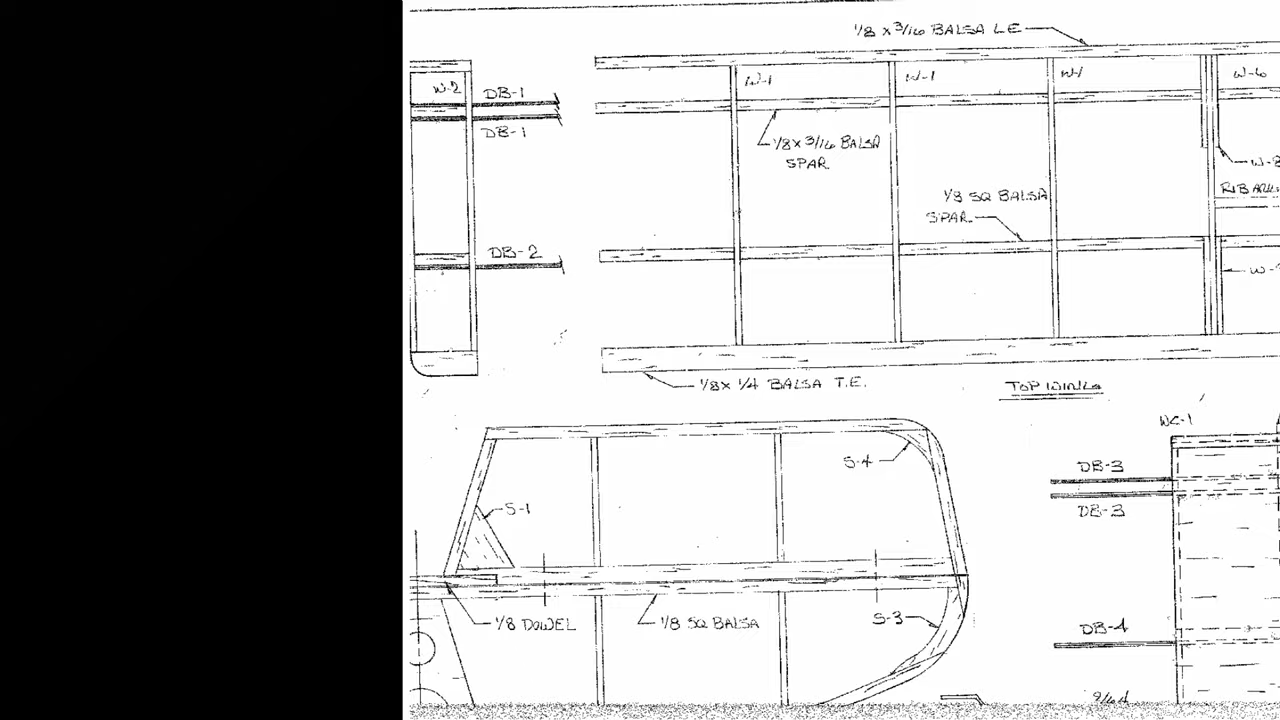 1/8 x 3/16 BALSA L.E
W-2
DB-1
DB-1
W-1
W-1
W-1
W-6
1/8 x 3/16 BALSA
SPAR
1/8 SQ BALSA
SPAR.
RIB
DB-2
1/8 x 1/4 BALSA T.E.
TOP WING
WC-1
S-4
DB-3
DB-3
S-1
1/8 DOWEL
1/8 SQ BALSA
S-3
DB-4